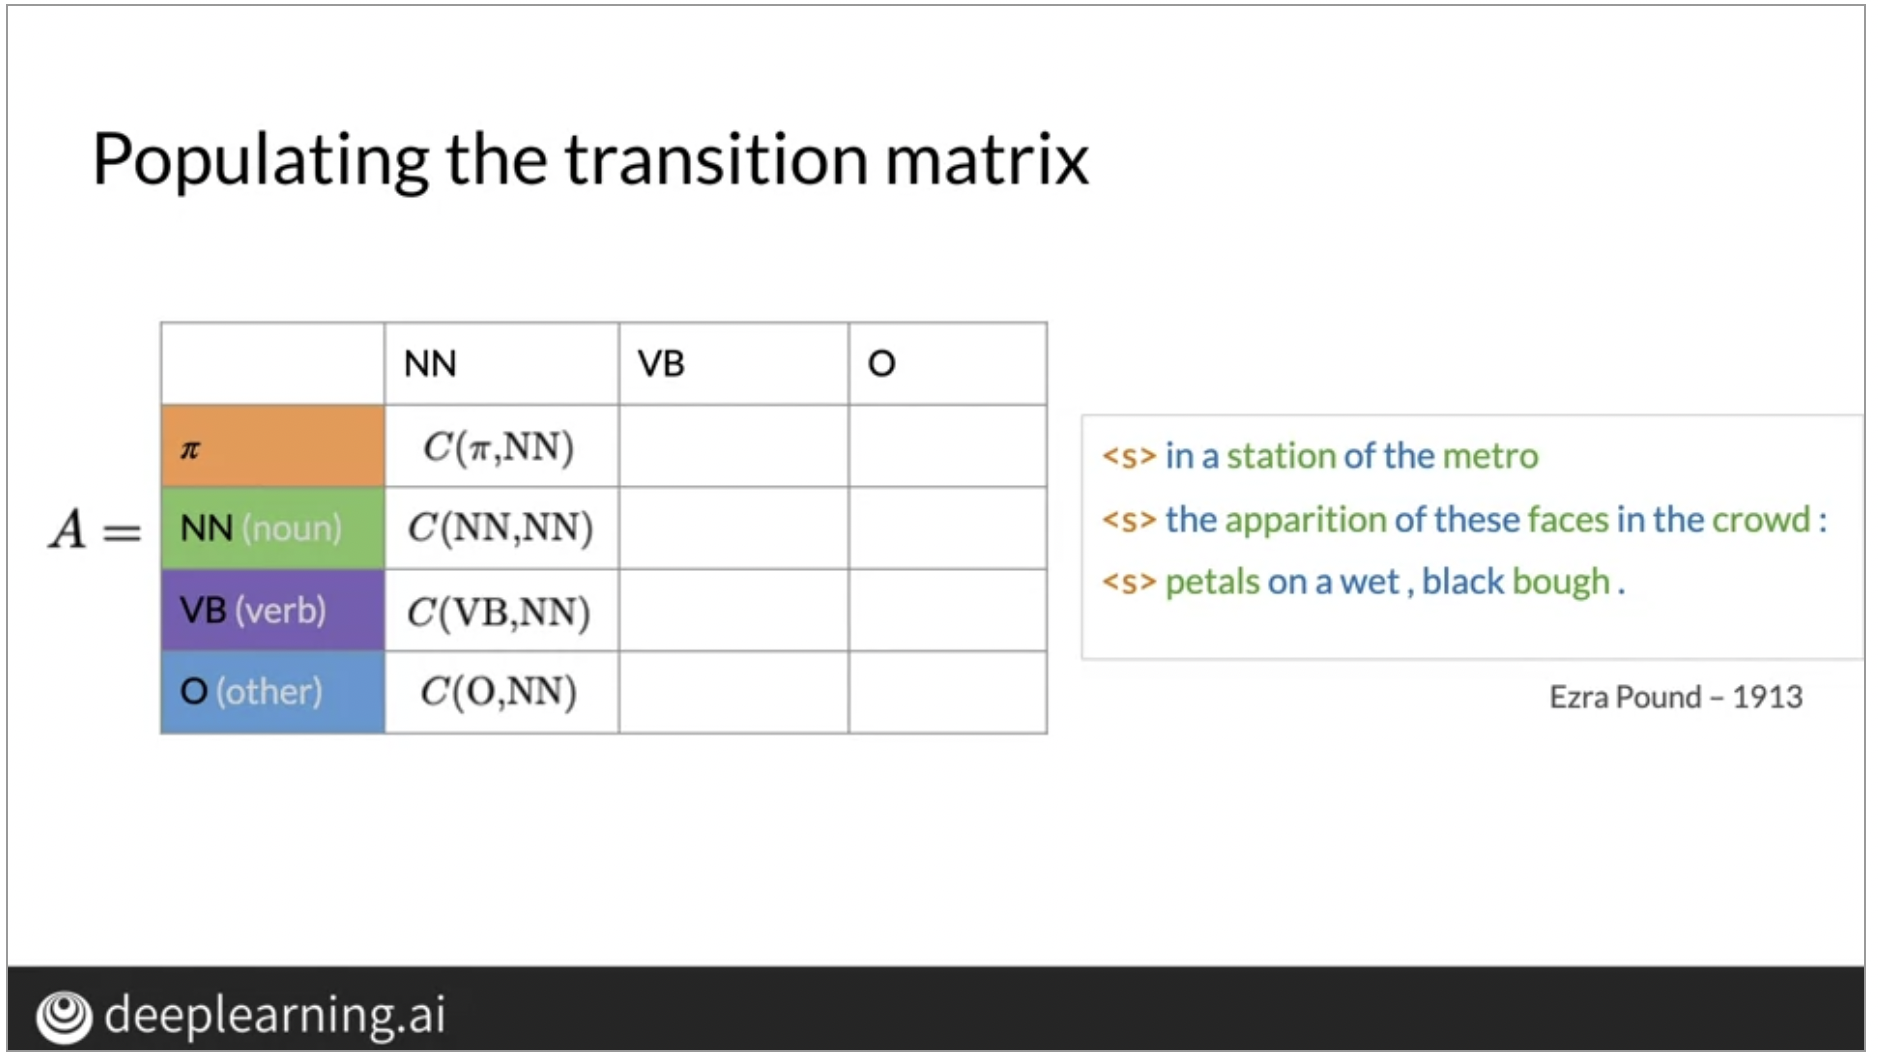 Populating the transition matrix
NN VB O
π C(π,NN)
A = NN (noun) C(NN,NN)
VB (verb) C(VB,NN)
O (other) C(O,NN)
<s> in a station of the metro
<s> the apparition of these faces in the crowd :
<s> petals on a wet , black bough .
Ezra Pound – 1913
deeplearning.ai